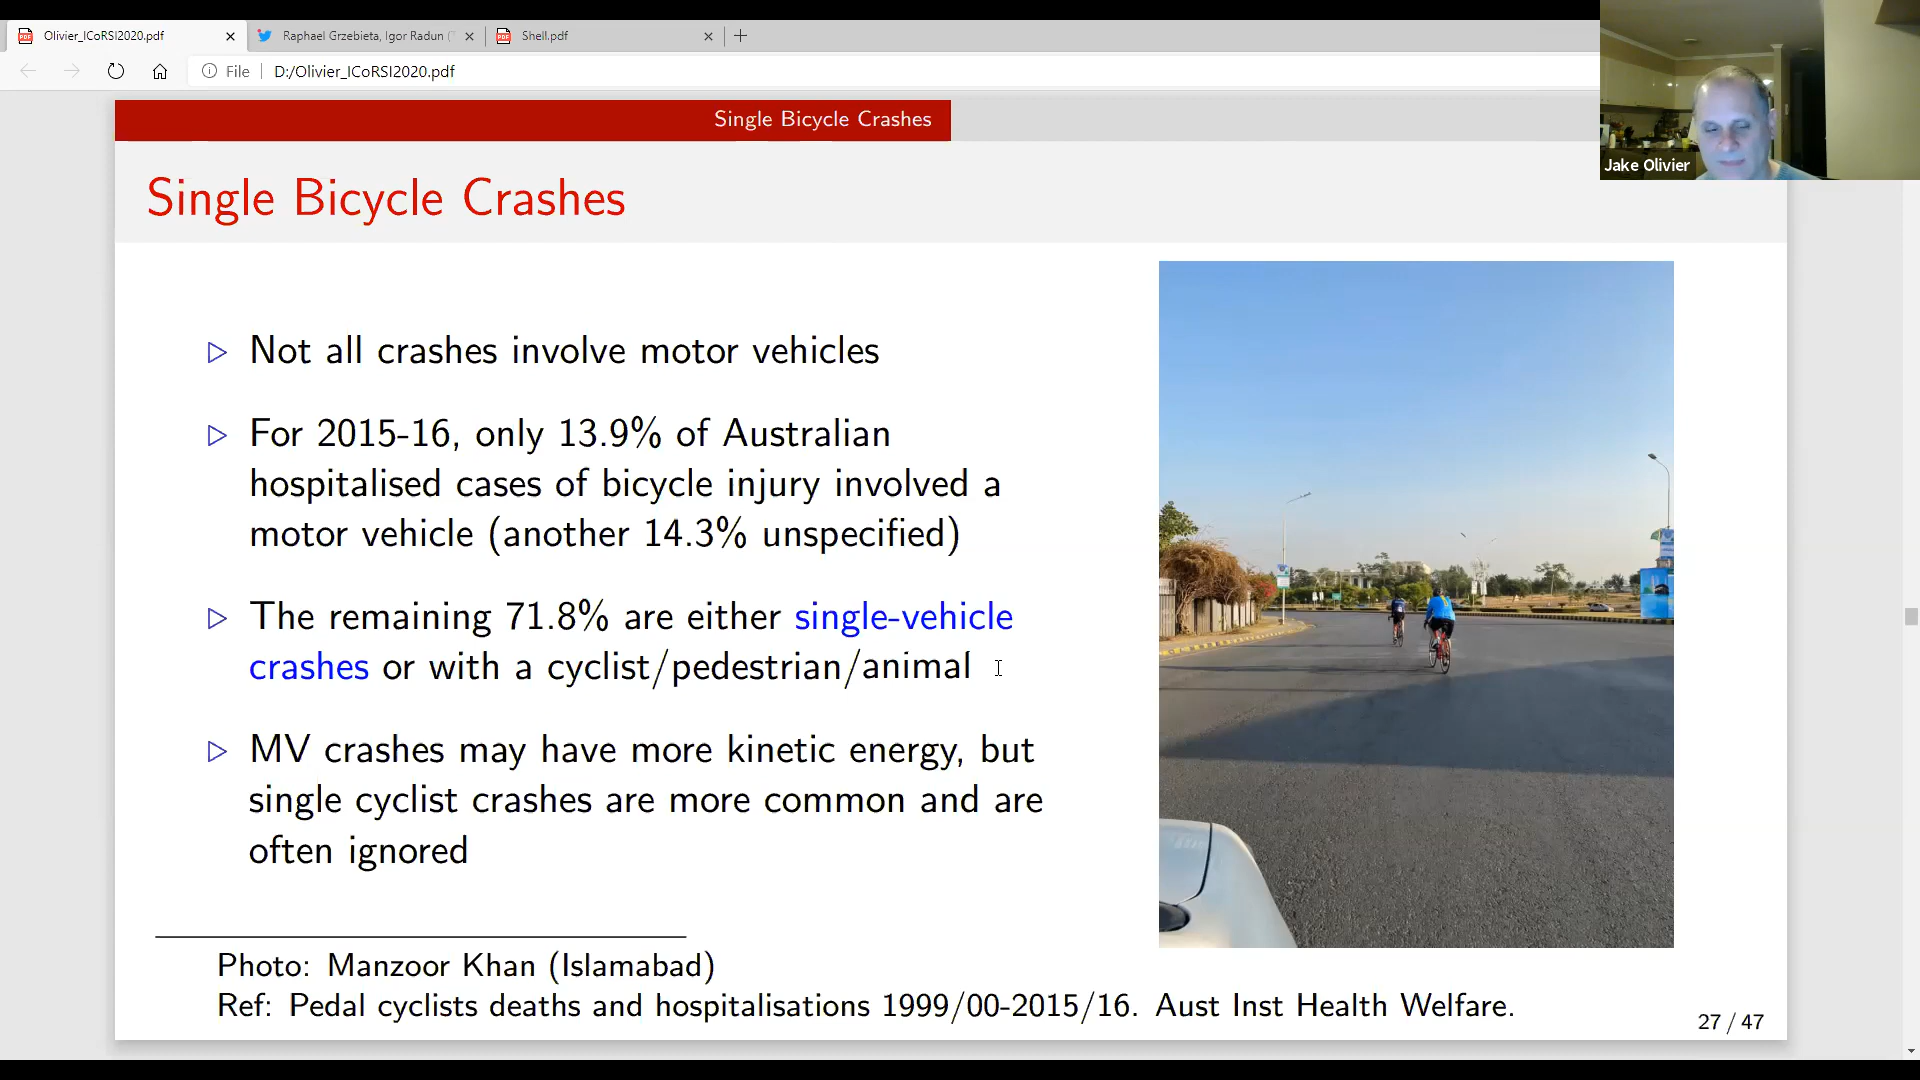 Olivier_ICoRSI2020.pdf
Raphael Grzebieta, Igor Radun (
Shell.pdf
File
D:/Olivier_ICoRSI2020.pdf
Jake Olivier
Single Bicycle Crashes
Single Bicycle Crashes
Not all crashes involve motor vehicles
For 2015-16, only 13.9% of Australian
hospitalised cases of bicycle injury involved a
motor vehicle (another 14.3% unspecified)
The remaining 71.8% are either single-vehicle
crashes or with a cyclist/pedestrian/animal
MV crashes may have more kinetic energy, but
single cyclist crashes are more common and are
often ignored
Photo: Manzoor Khan (Islamabad)
Ref: Pedal cyclists deaths and hospitalisations 1999/00-2015/16. Aust Inst Health Welfare.
27 / 47